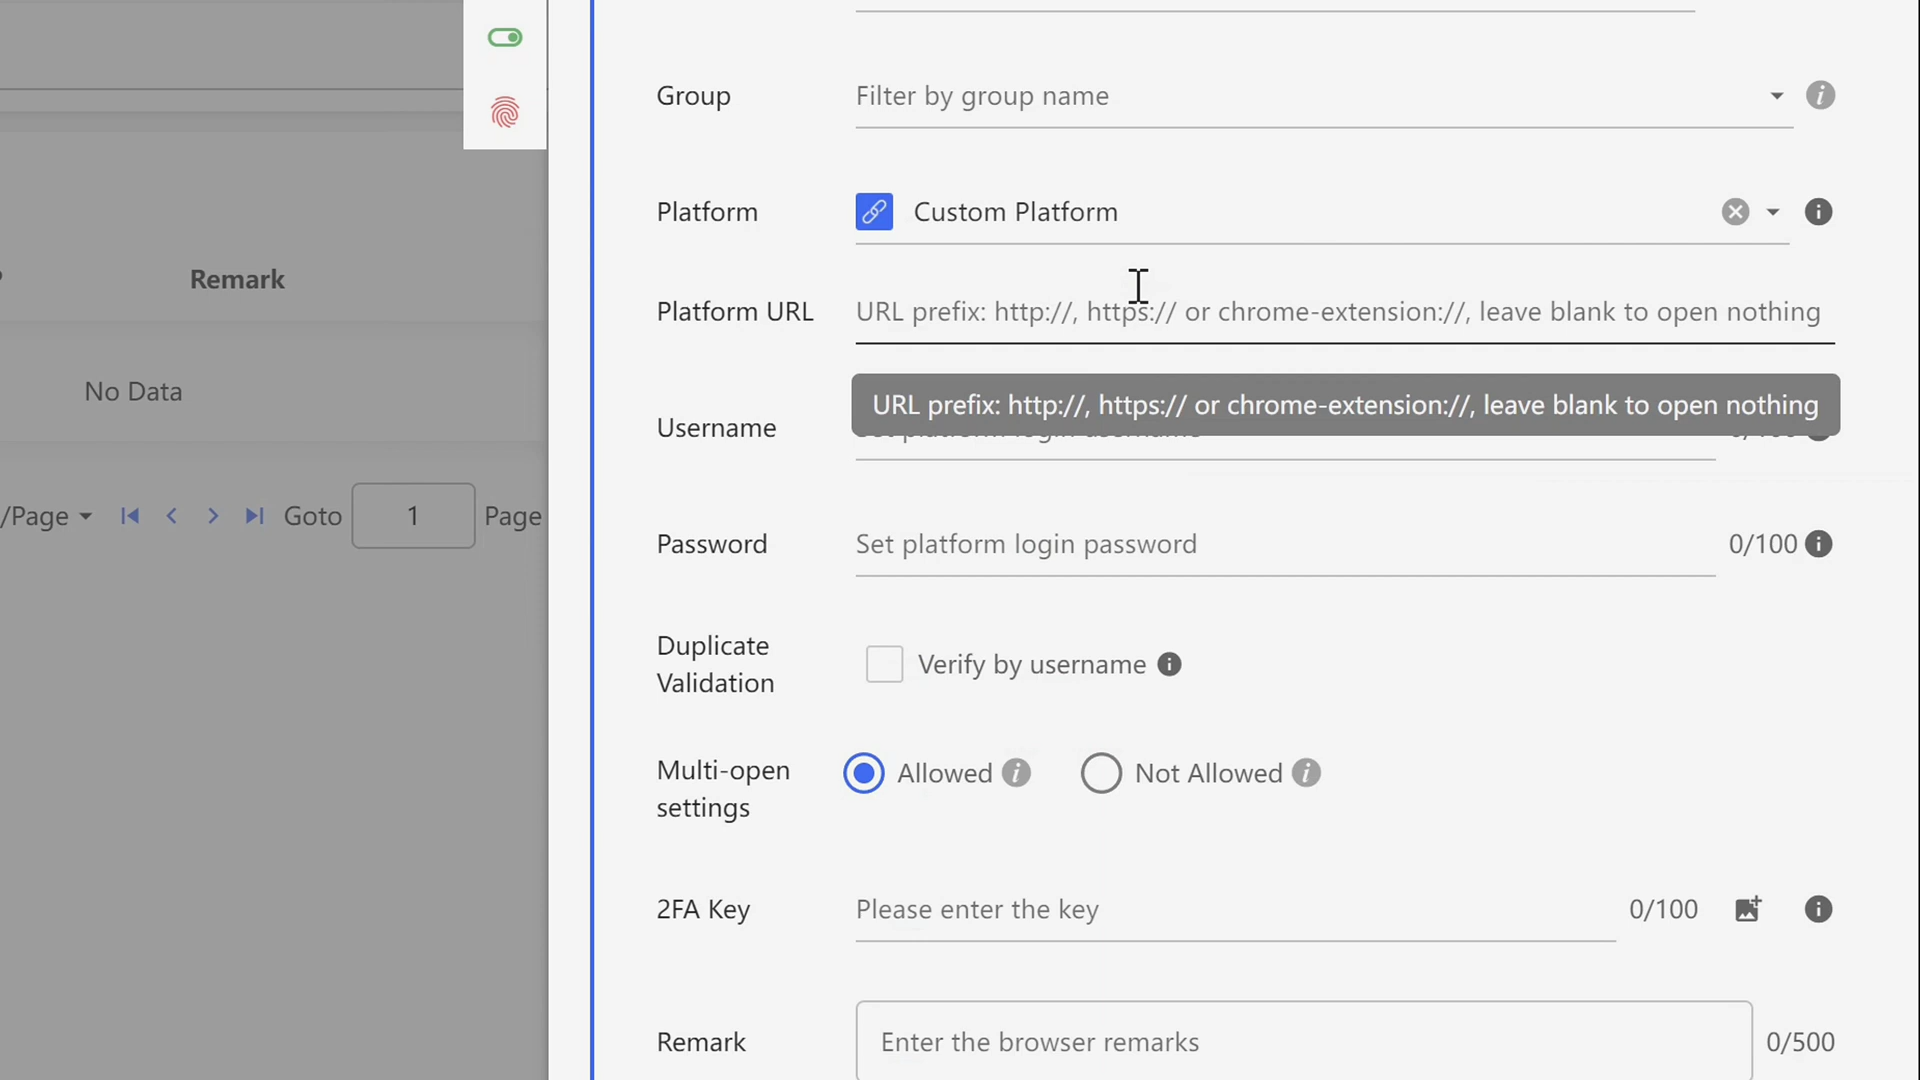 Group
Filter by group name
Platform
Custom Platform
Remark
Platform URL
URL prefix: http://, https:// or chrome-extension://, leave blank to open nothing
No Data
URL prefix: http://, https:// or chrome-extension://, leave blank to open nothing
Username
/Page
Goto
1
Page
Password
Set platform login password
0/100
Duplicate
Validation
Verify by username
Multi-open
settings
Allowed
Not Allowed
2FA Key
Please enter the key
0/100
Remark
Enter the browser remarks
0/500